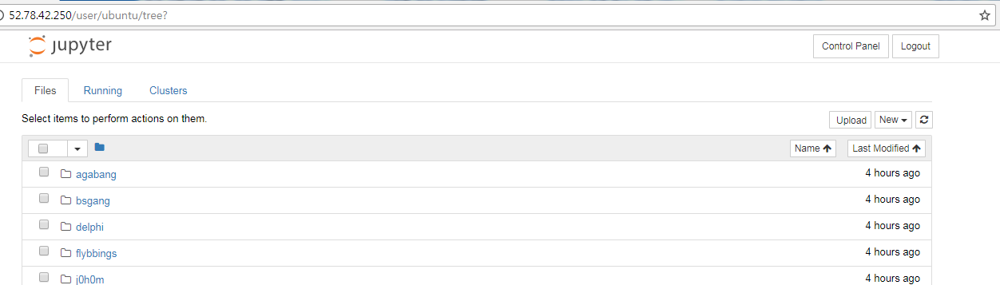 52.78.42.250/user/ubuntu/tree?
jupyter
Control Panel
Logout
Files
Running
Clusters
Select items to perform actions on them.
Upload
New
Name
Last Modified
agabang
4 hours ago
bsgang
4 hours ago
delphi
4 hours ago
flybbings
4 hours ago
j0h0m
4 hours ago